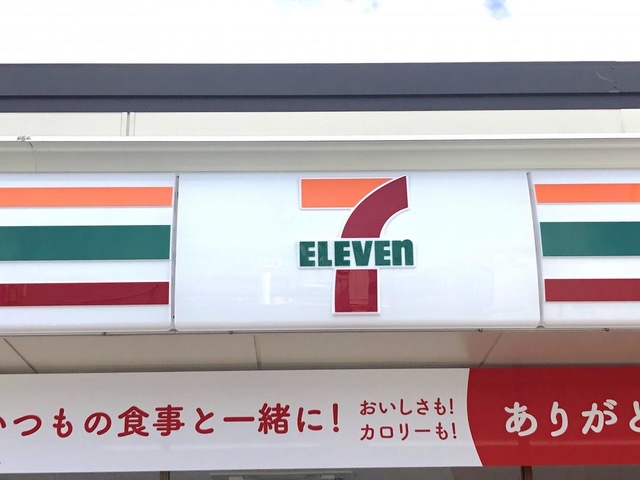 7
ELEVEn
いつもの食事と一緒に!
おいしさも!
カロリーも!
ありがと